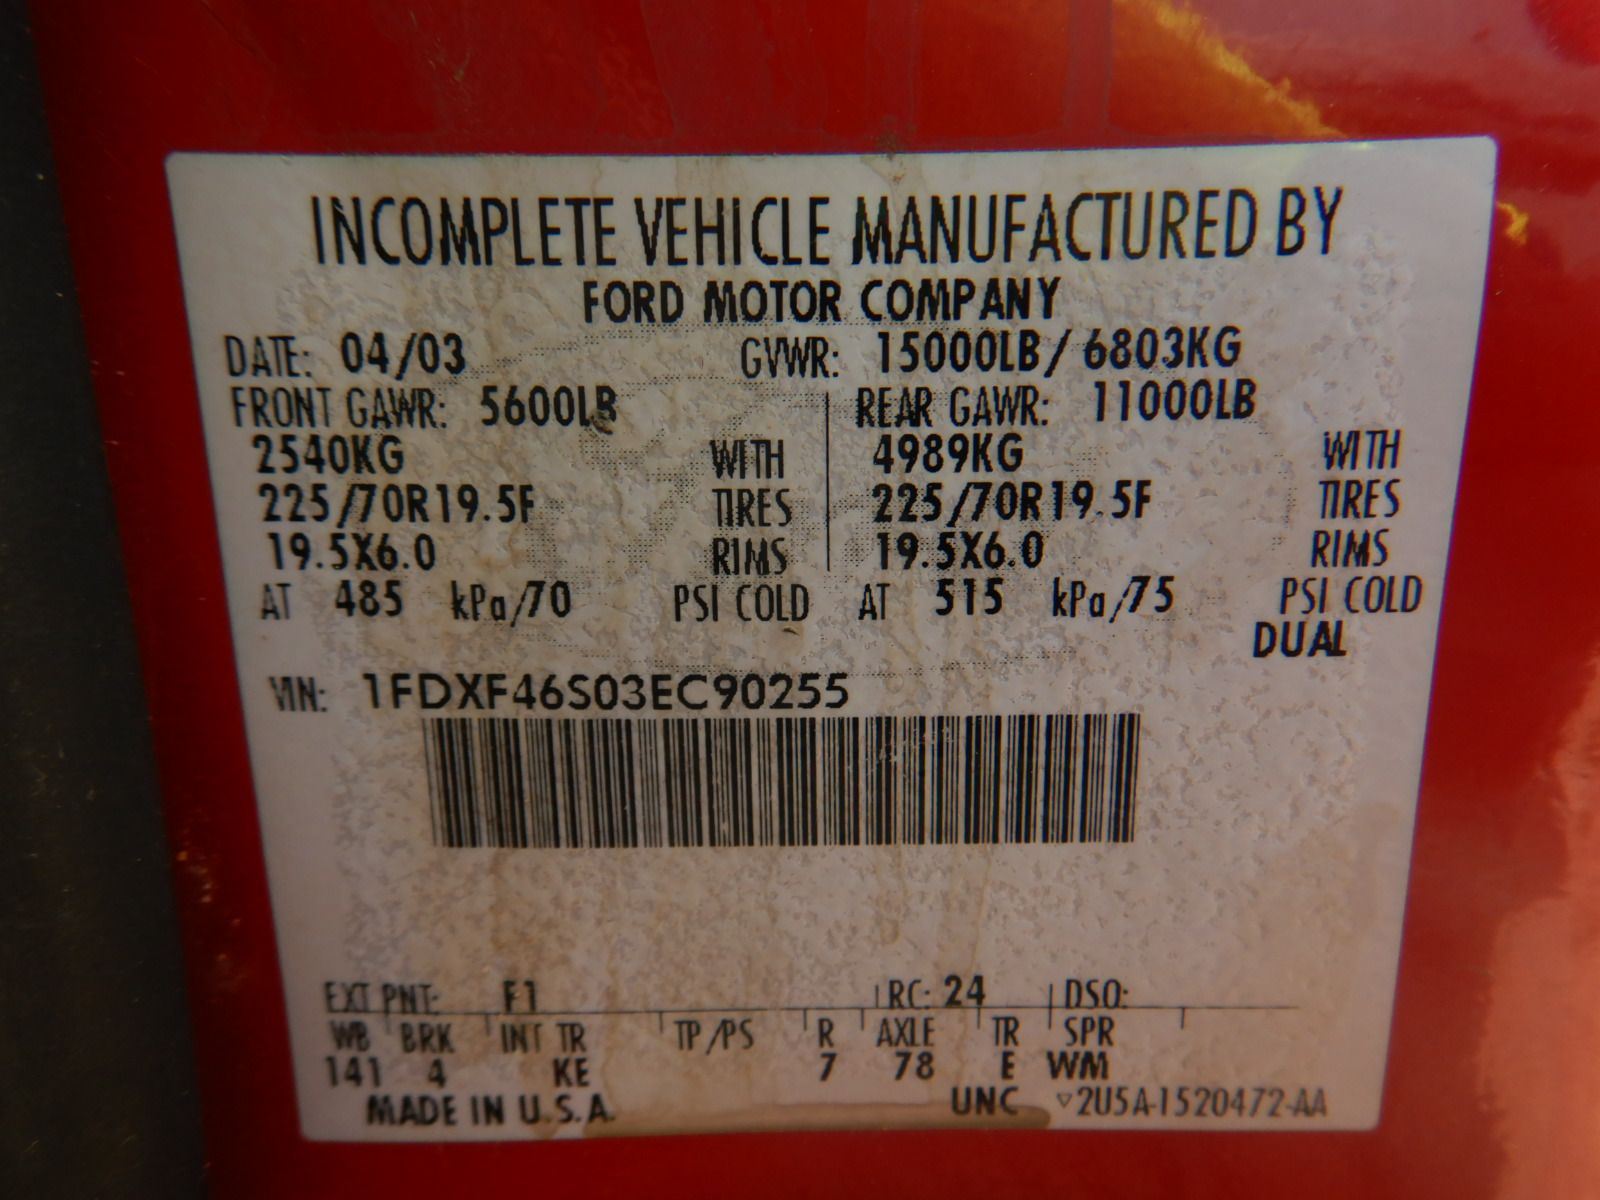 INCOMPLETE VEHICLE MANUFACTURED BY
FORD MOTOR COMPANY
DATE: 04/03 GVWR: 15000LB/ 6803KG
FRONT GAWR: 5600LB REAR GAWR: 11000LB
2540KG WITH 4989KG WITH
225/70R19.5F TIRES 225/70R19.5F TIRES
19.5X6.0 RIMS 19.5X6.0 RIMS
AT 485 kPa/70 PSI COLD AT 515 kPa/75 PSI COLD
DUAL
VIN: 1FDXF46S03EC90255
EXT PNT: F1 RC: 24 DSO:
WB BRK INT TR TP/PS R AXLE TR SPR
141 4 KE 7 78 E WM
MADE IN U.S.A. UNC ▽2U5A-1520472-AA